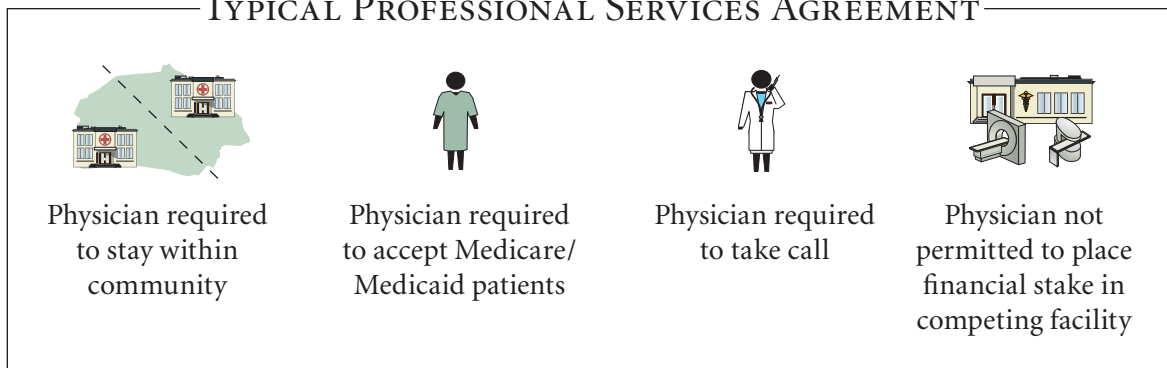 TYPICAL PROFESSIONAL SERVICES AGREEMENT
Physician required
to stay within
community
Physician required
to accept Medicare/
Medicaid patients
Physician required
to take call
Physician not
permitted to place
financial stake in
competing facility